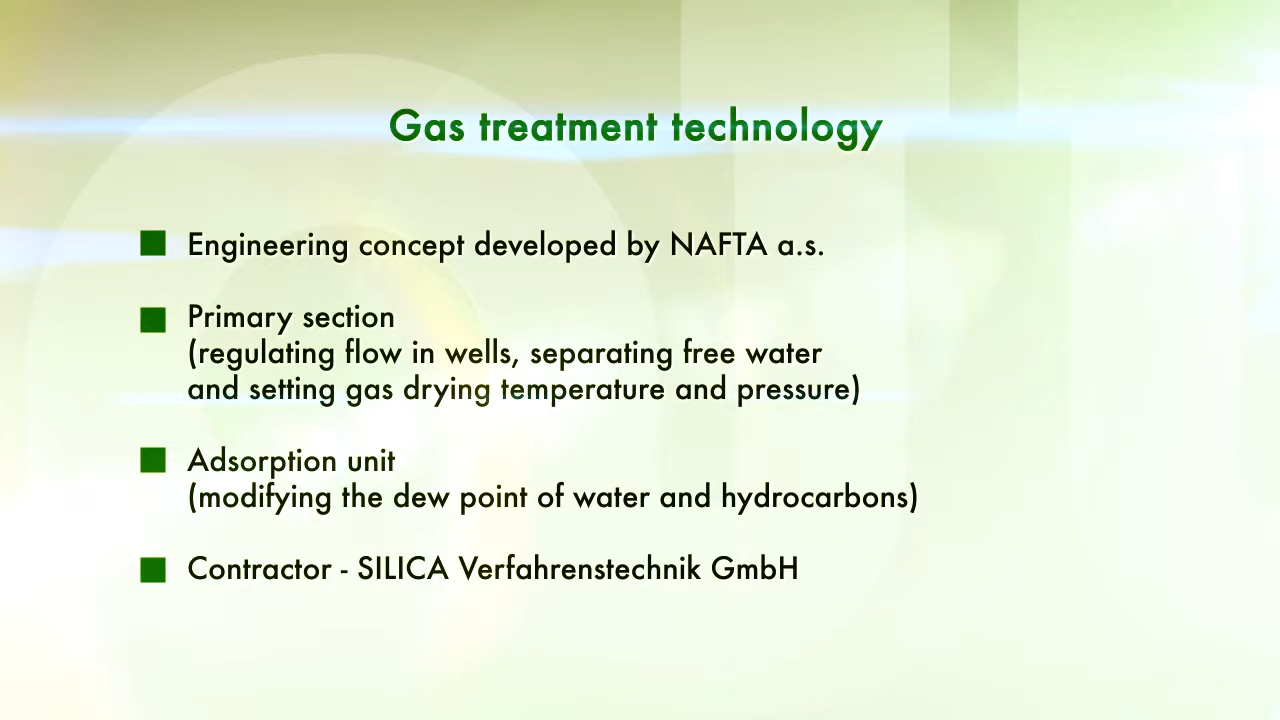 Gas treatment technology
Engineering concept developed by NAFTA a.s.
Primary section
(regulating flow in wells, separating free water
and setting gas drying temperature and pressure)
Adsorption unit
(modifying the dew point of water and hydrocarbons)
Contractor - SILICA Verfahrenstechnik GmbH